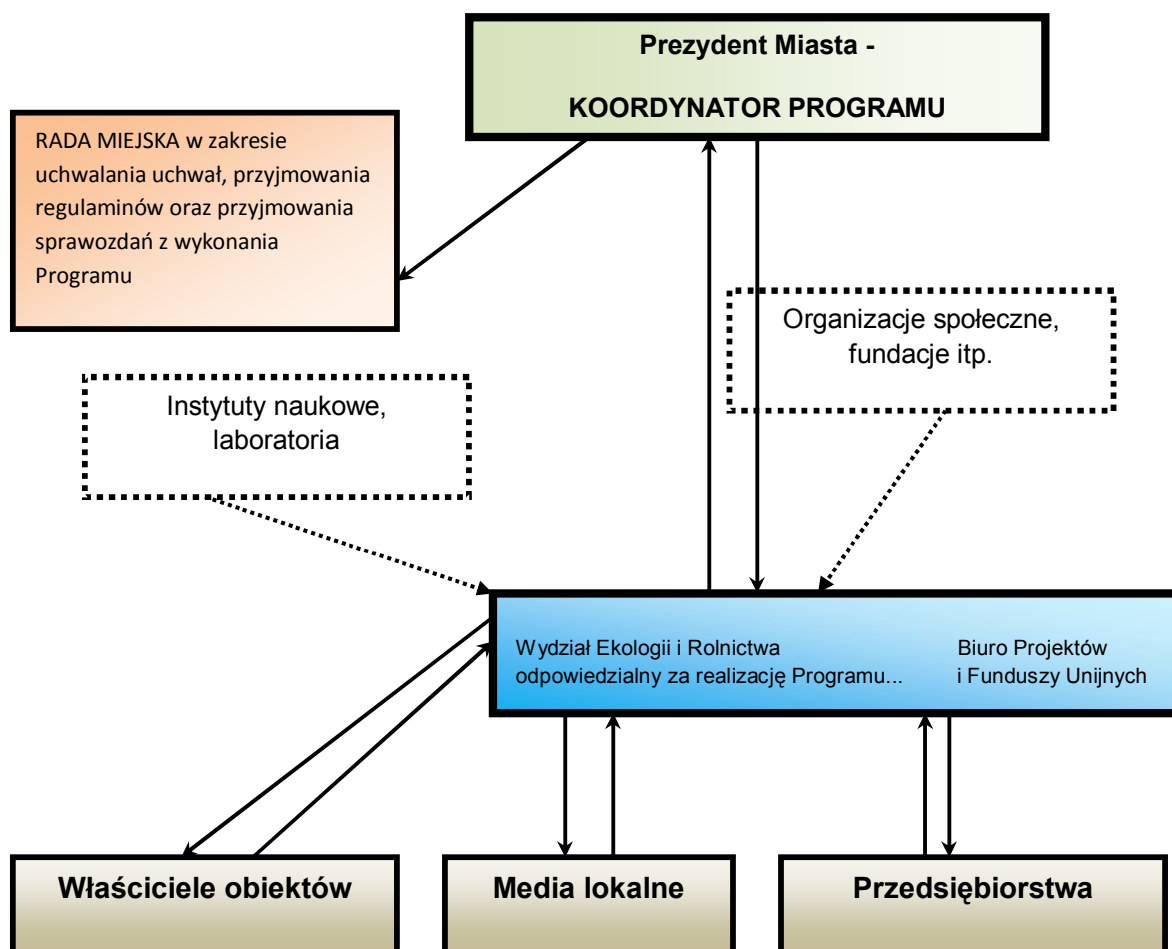 Prezydent Miasta -
KOORDYNATOR PROGRAMU
RADA MIEJSKA w zakresie
uchwalania uchwał, przyjmowania
regulaminów oraz przyjmowania
sprawozdań z wykonania
Programu
Organizacje społeczne,
fundacje itp.
Instytuty naukowe,
laboratoria
Wydział Ekologii i Rolnictwa
odpowiedzialny za realizację Programu...
Biuro Projektów
i Funduszy Unijnych
Właściciele obiektów
Media lokalne
Przedsiębiorstwa